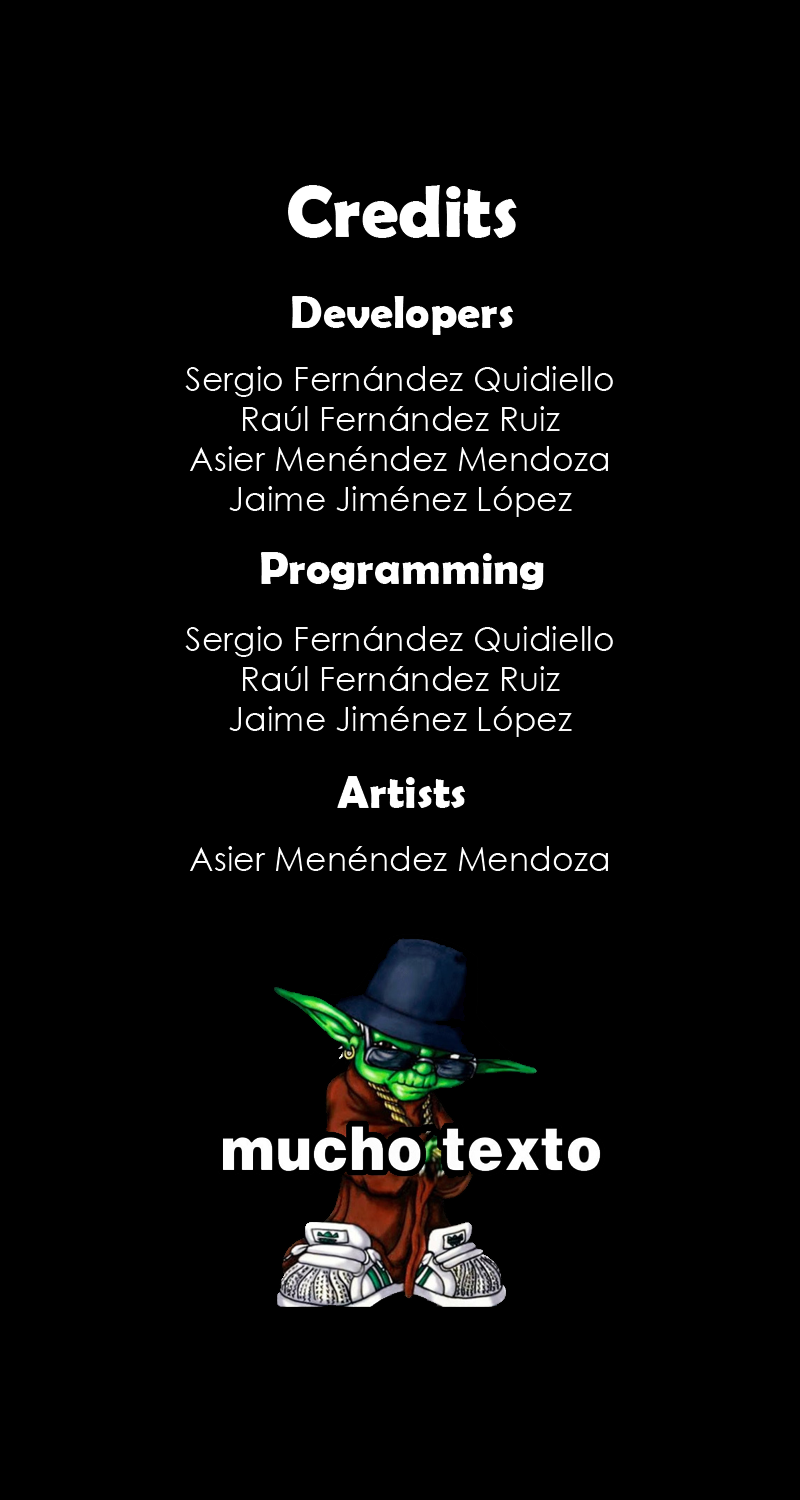 Credits
Developers
Sergio Fernández Quidiello
Raúl Fernández Ruiz
Asier Menéndez Mendoza
Jaime Jiménez López
Programming
Sergio Fernández Quidiello
Raúl Fernández Ruiz
Jaime Jiménez López
Artists
Asier Menéndez Mendoza
mucho texto